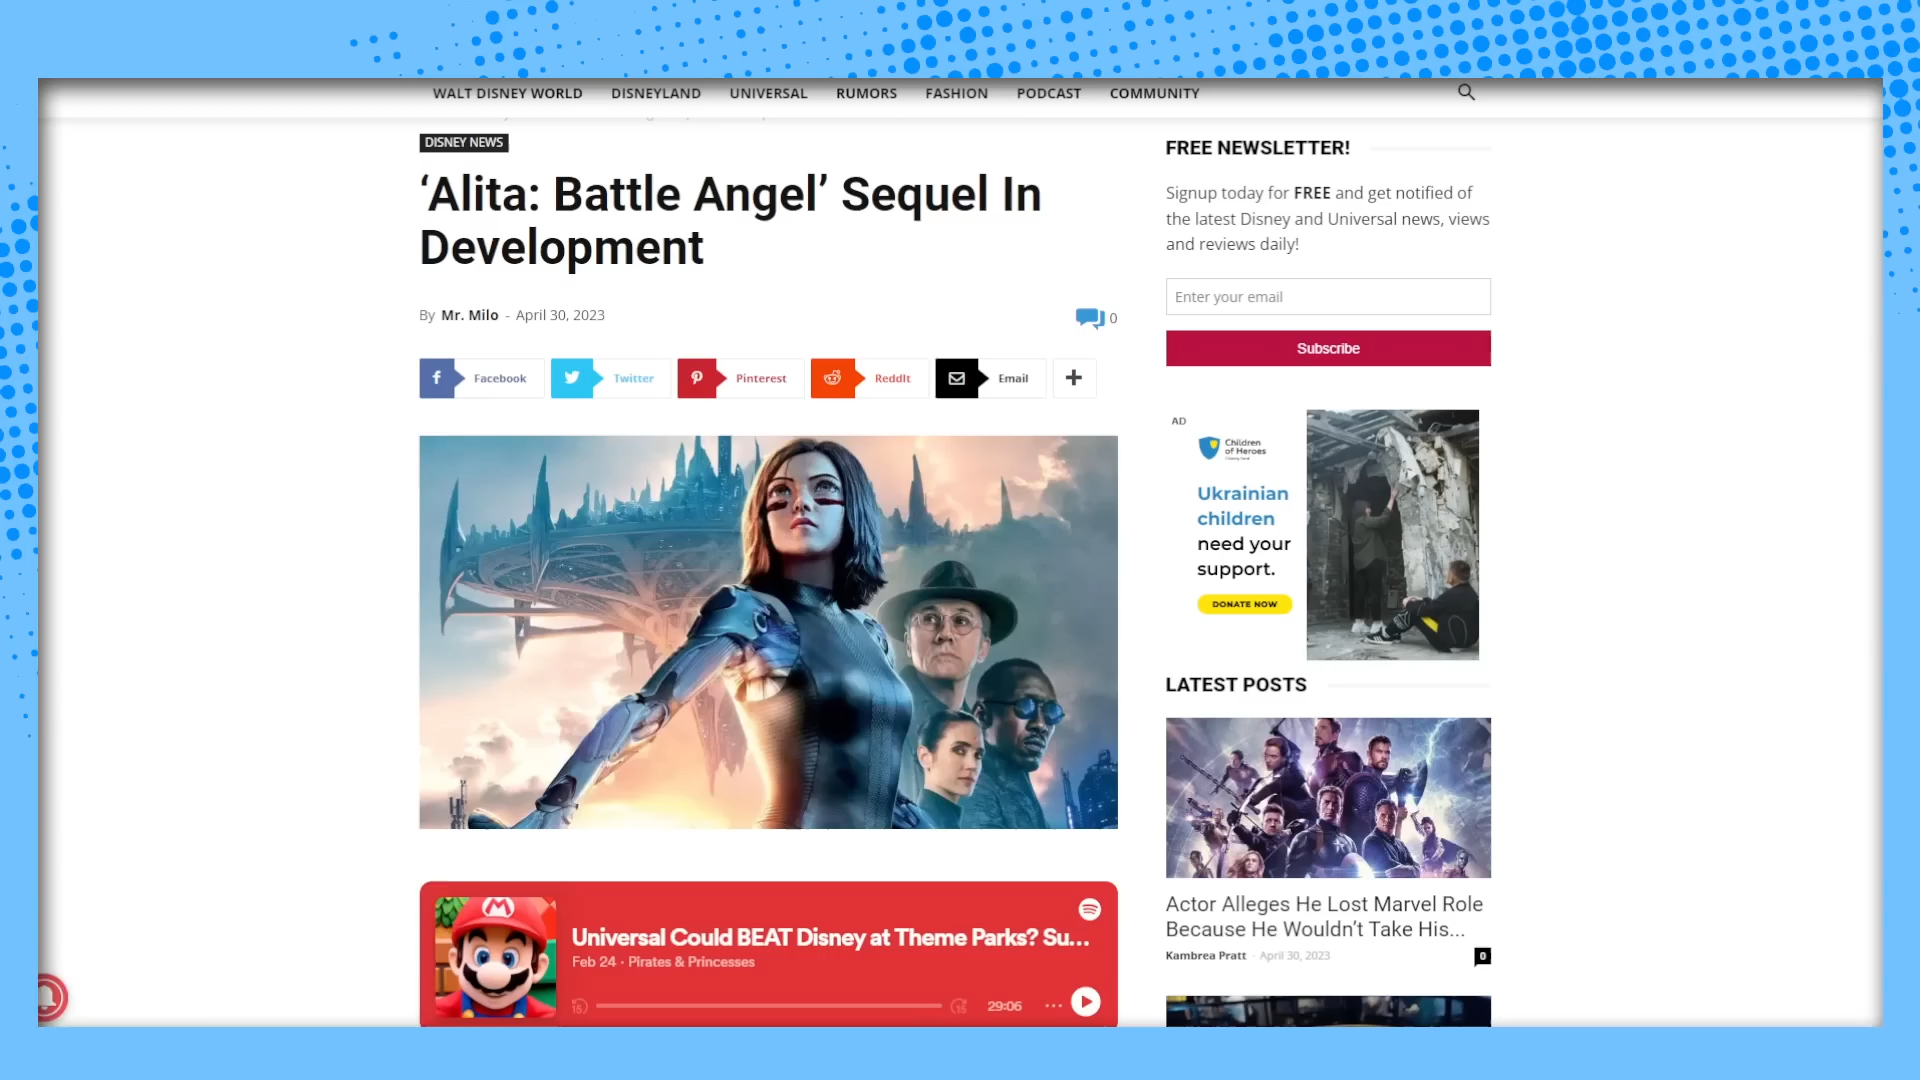 WALT DISNEY WORLD DISNEYLAND UNIVERSAL RUMORS FASHION PODCAST COMMUNITY
DISNEY NEWS
‘Alita: Battle Angel’ Sequel In
Development
By Mr. Milo - April 30, 2023
0
Facebook Twitter Pinterest ReddIt Email
Universal Could BEAT Disney at Theme Parks? Su...
Feb 24 · Pirates & Princesses
15 15 29:06
FREE NEWSLETTER!
Signup today for FREE and get notified of
the latest Disney and Universal news, views
and reviews daily!
Enter your email
Subscribe
AD
Children
of Heroes
Ukrainian
children
need your
support.
DONATE NOW
LATEST POSTS
Actor Alleges He Lost Marvel Role
Because He Wouldn’t Take His...
Kambrea Pratt - April 30, 2023
0